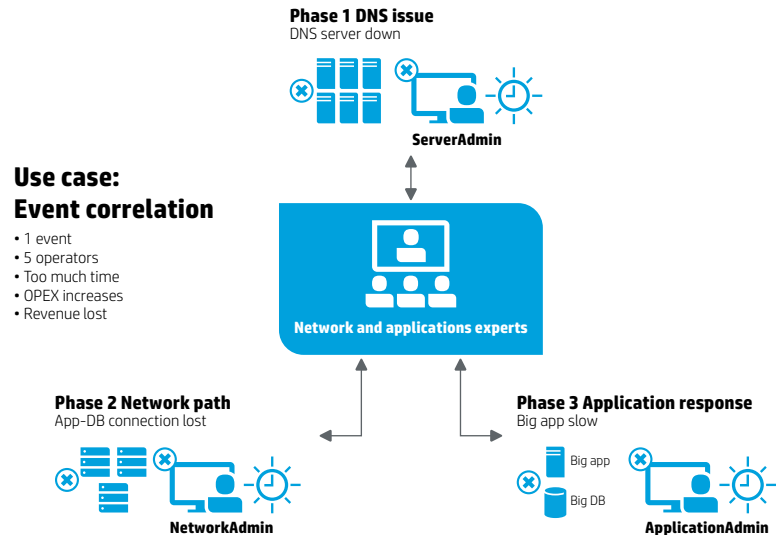 Phase 1 DNS issue
DNS server down
ServerAdmin
Use case:
Event correlation
• 1 event
• 5 operators
• Too much time
• OPEX increases
• Revenue lost
Network and applications experts
Phase 2 Network path
App-DB connection lost
NetworkAdmin
Phase 3 Application response
Big app slow
Big app
Big DB
ApplicationAdmin